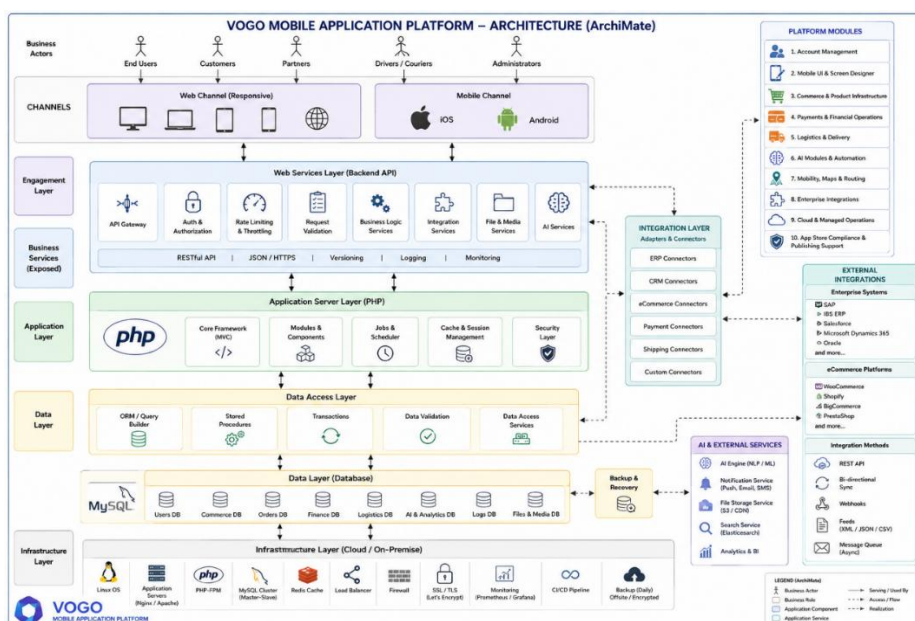 VOGO MOBILE APPLICATION PLATFORM – ARCHITECTURE (ArchiMate)
Business
Actors
End Users
Customers
Partners
Drivers / Couriers
Administrators
CHANNELS
Web Channel (Responsive)
Mobile Channel
iOS
Android
Engagement
Layer
Business
Services
(Exposed)
Web Services Layer (Backend API)
API Gateway
Auth &
Authorization
Rate Limiting
& Throttling
Request
Validation
Business Logic
Services
Integration
Services
File & Media
Services
AI Services
RESTful API | JSON / HTTPS | Versioning | Logging | Monitoring
Application
Layer
Application Server Layer (PHP)
php
Core Framework
(MVC)
Modules &
Components
Jobs &
Scheduler
Cache & Session
Management
Security
Layer
Data
Layer
Data Access Layer
ORM / Query
Builder
Stored
Procedures
Transactions
Data Validation
Data Access
Services
MySQL
Data Layer (Database)
Users DB
Commerce DB
Orders DB
Finance DB
Logistics DB
AI & Analytics DB
Logs DB
Files & Media DB
Backup &
Recovery
Infrastructure
Layer
Infrastructure Layer (Cloud / On-Premise)
Linux OS
Application
Servers
(Nginx / Apache)
php
PHP-FPM
MySQL Cluster
(Master-Slave)
Redis Cache
Load Balancer
Firewall
SSL / TLS
(Let's Encrypt)
Monitoring
(Prometheus / Grafana)
CI/CD Pipeline
Backup (Daily)
Offsite / Encrypted
VOGO
MOBILE APPLICATION PLATFORM
PLATFORM MODULES
1. Account Management
2. Mobile UI & Screen Designer
3. Commerce & Product Infrastructure
4. Payments & Financial Operations
5. Logistics & Delivery
6. AI Modules & Automation
7. Mobility, Maps & Routing
8. Enterprise Integrations
9. Cloud & Managed Operations
10. App Store Compliance &
Publishing Support
INTEGRATION LAYER
Adapters & Connectors
ERP Connectors
CRM Connectors
eCommerce Connectors
Payment Connectors
Shipping Connectors
Custom Connectors
EXTERNAL
INTEGRATIONS
Enterprise Systems
SAP
IBS ERP
Salesforce
Microsoft Dynamics 365
Oracle
and more...
eCommerce Platforms
WooCommerce
Shopify
BigCommerce
PrestaShop
and more...
Integration Methods
REST API
Bi-directional
Sync
Webhooks
Feeds
(XML / JSON / CSV)
Message Queue
(Async)
AI & EXTERNAL SERVICES
AI Engine (NLP / ML)
Notification Service
(Push, Email, SMS)
File Storage Service
(S3 / CDN)
Search Service
(Elasticsearch)
Analytics & BI
LEGEND (ArchiMate)
Business Actor
Business Role
Application Component
Application Service
Serving / Used By
Access / Flow
Realization